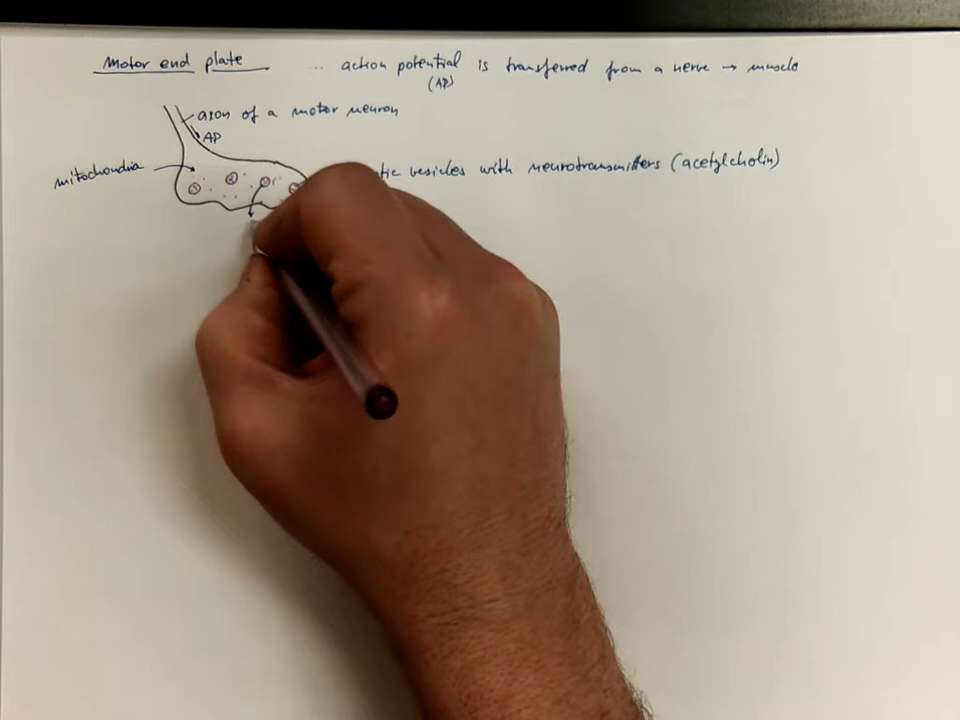 Motor end plate .. action potential is transferred from a nerve → muscle
(AP)
axon of a motor neuron
AP
mitochondria
tic vesicles with neurotransmitters (acetylcholin)